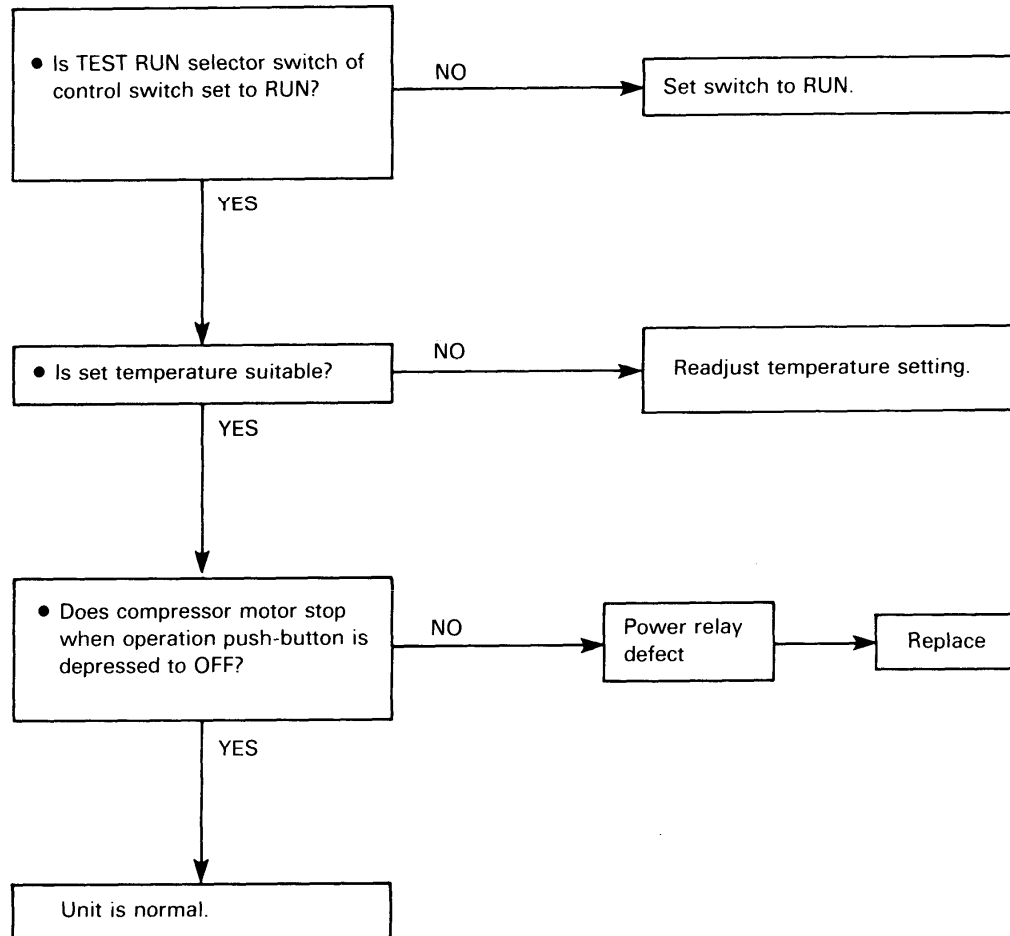 ● Is TEST RUN selector switch of
control switch set to RUN?
NO
Set switch to RUN.
YES
● Is set temperature suitable?
NO
Readjust temperature setting.
YES
● Does compressor motor stop
when operation push-button is
depressed to OFF?
NO
Power relay
defect
Replace
YES
Unit is normal.